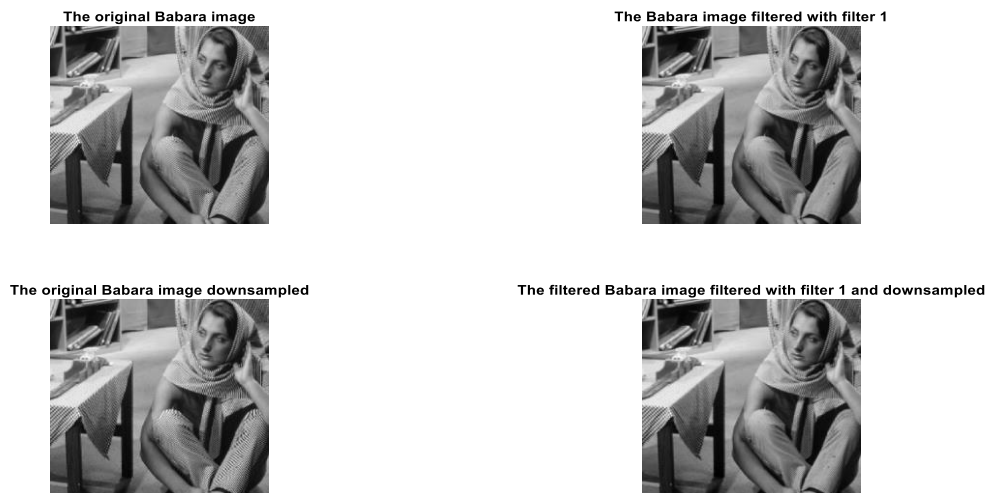 The original Babara image
The Babara image filtered with filter 1
The original Babara image downsampled
The filtered Babara image filtered with filter 1 and downsampled